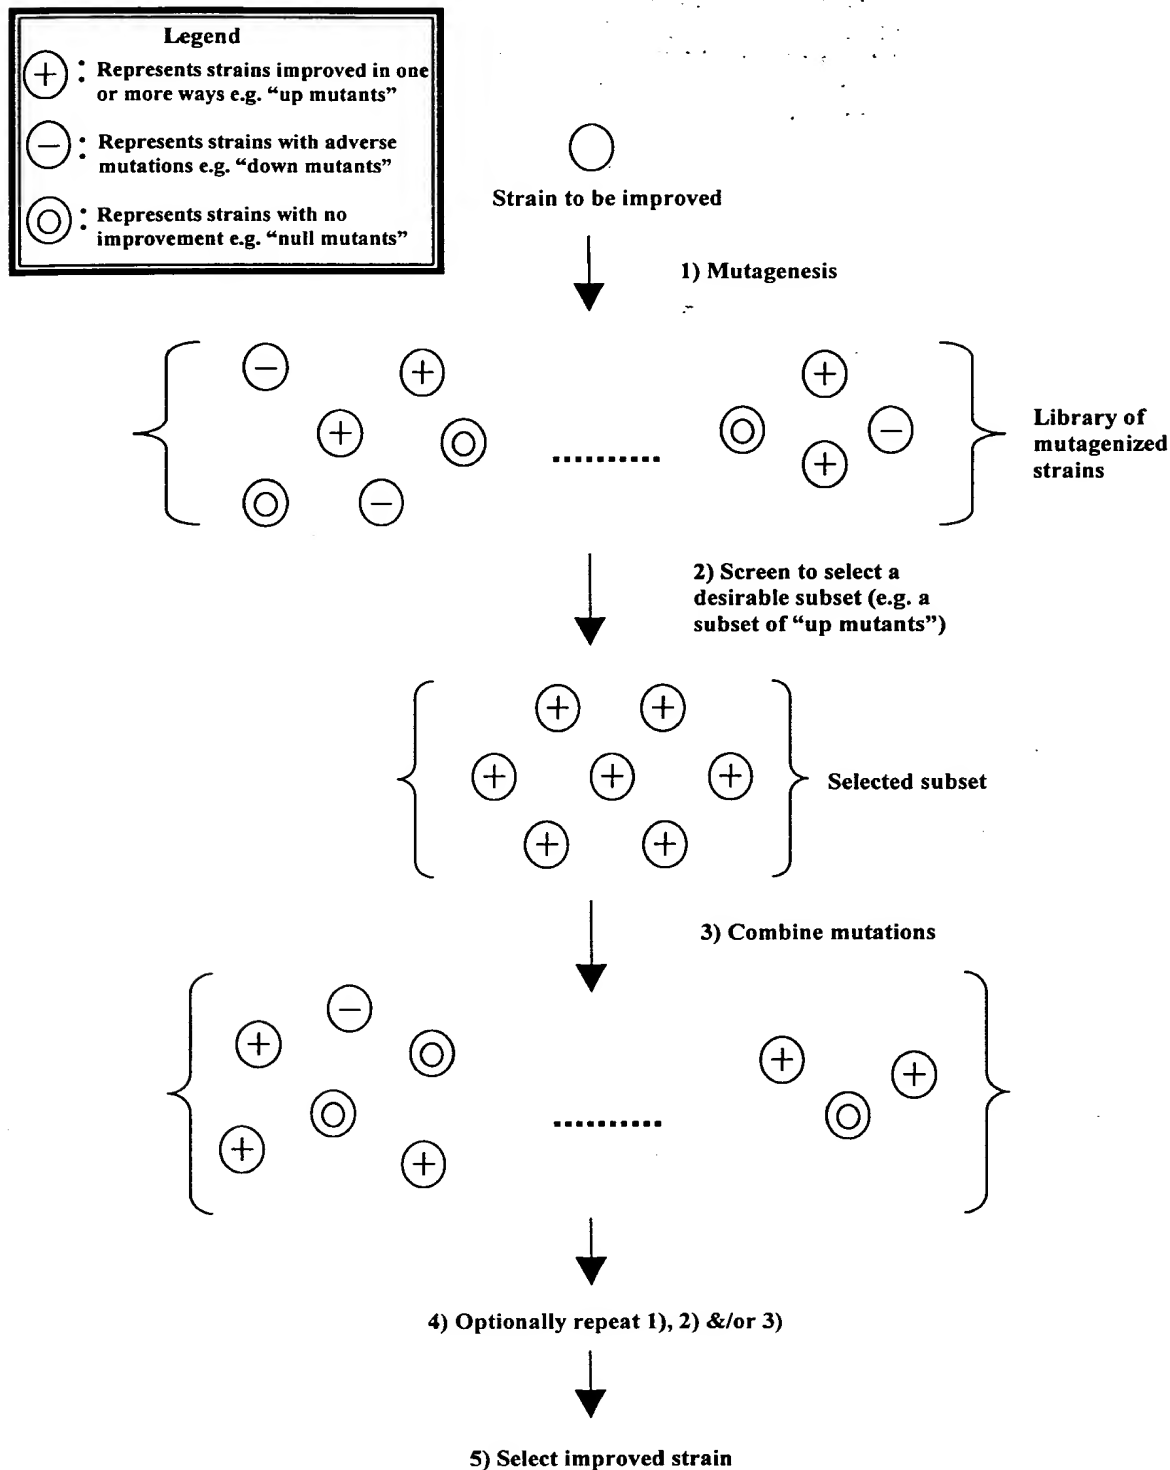 Legend
+ : Represents strains improved in one
or more ways e.g. “up mutants”
− : Represents strains with adverse
mutations e.g. “down mutants”
: Represents strains with no
improvement e.g. “null mutants”
Strain to be improved
1) Mutagenesis
Library of
mutagenized
strains
2) Screen to select a
desirable subset (e.g. a
subset of “up mutants”)
Selected subset
3) Combine mutations
4) Optionally repeat 1), 2) &/or 3)
5) Select improved strain